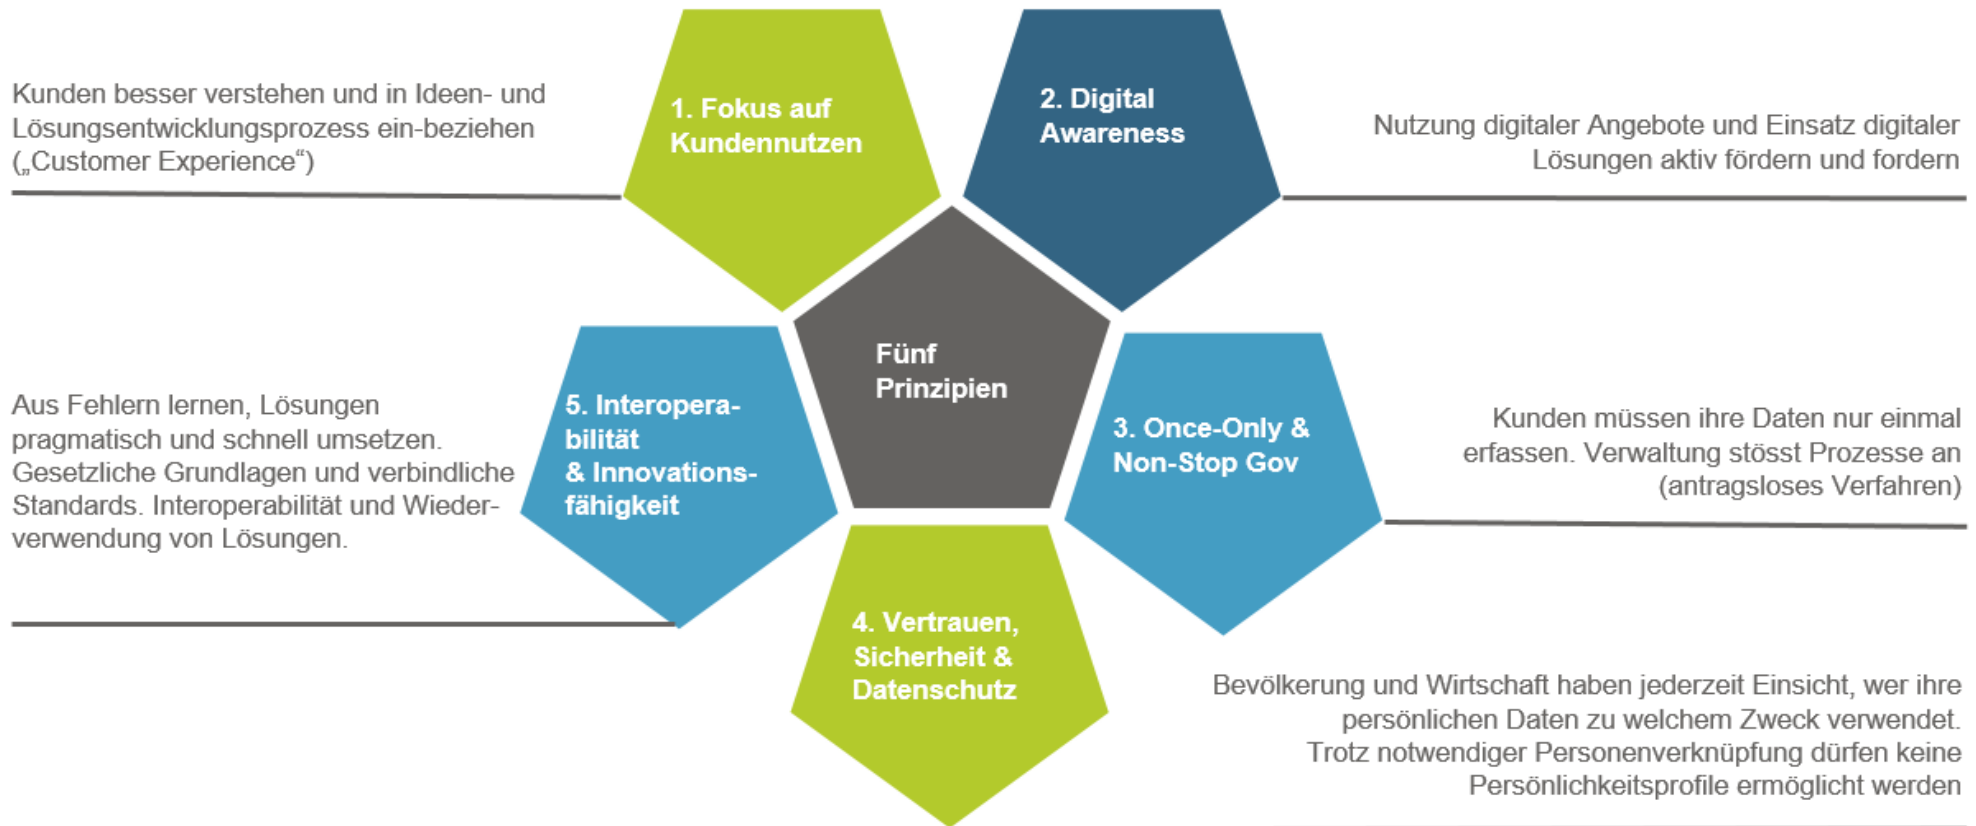 Kunden besser verstehen und in Ideen- und
Lösungsentwicklungsprozess ein-beziehen
(„Customer Experience“)
1. Fokus auf
Kundennutzen
2. Digital
Awareness
Nutzung digitaler Angebote und Einsatz digitaler
Lösungen aktiv fördern und fordern
Fünf
Prinzipien
3. Once-Only &
Non-Stop Gov
Kunden müssen ihre Daten nur einmal
erfassen. Verwaltung stösst Prozesse an
(antragsloses Verfahren)
4. Vertrauen,
Sicherheit &
Datenschutz
Bevölkerung und Wirtschaft haben jederzeit Einsicht, wer ihre
persönlichen Daten zu welchem Zweck verwendet.
Trotz notwendiger Personenverknüpfung dürfen keine
Persönlichkeitsprofile ermöglicht werden
5. Interopera-
bilität
& Innovations-
fähigkeit
Aus Fehlern lernen, Lösungen
pragmatisch und schnell umsetzen.
Gesetzliche Grundlagen und verbindliche
Standards. Interoperabilität und Wieder-
verwendung von Lösungen.